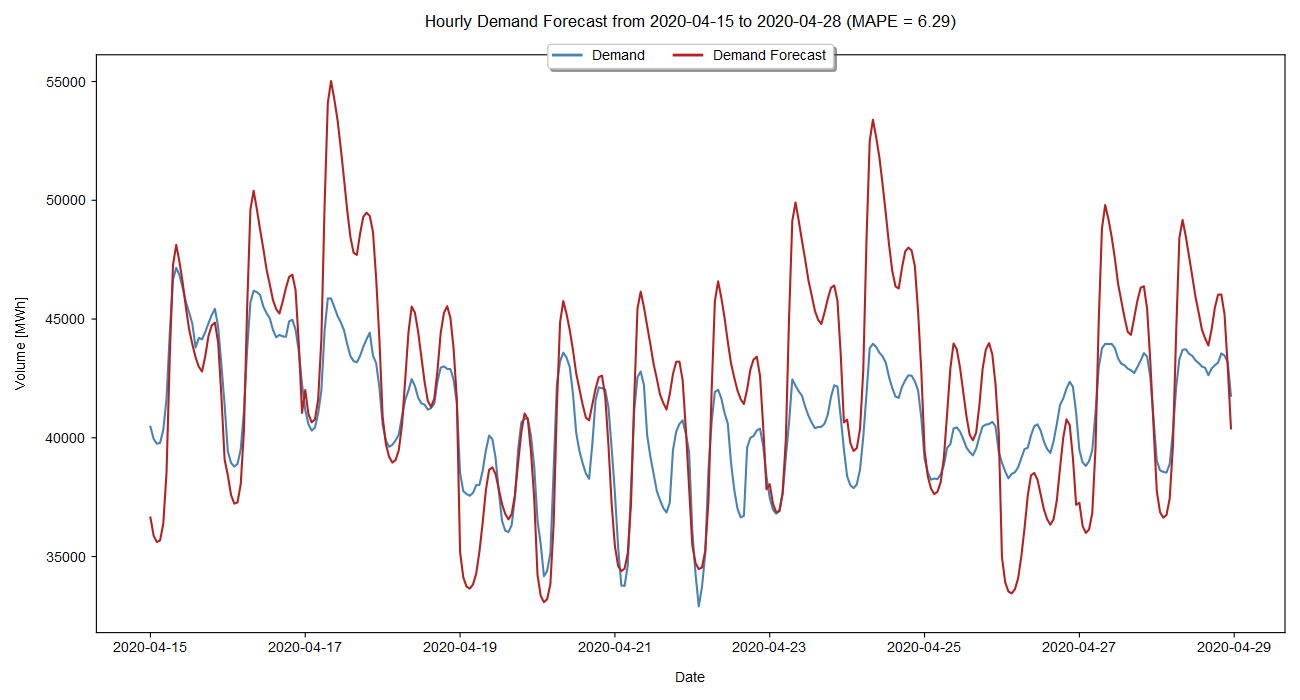 Hourly Demand Forecast from 2020-04-15 to 2020-04-28 (MAPE = 6.29)
Demand
Demand Forecast
Volume [MWh]
55000
50000
45000
40000
35000
2020-04-15
2020-04-17
2020-04-19
2020-04-21
2020-04-23
2020-04-25
2020-04-27
2020-04-29
Date